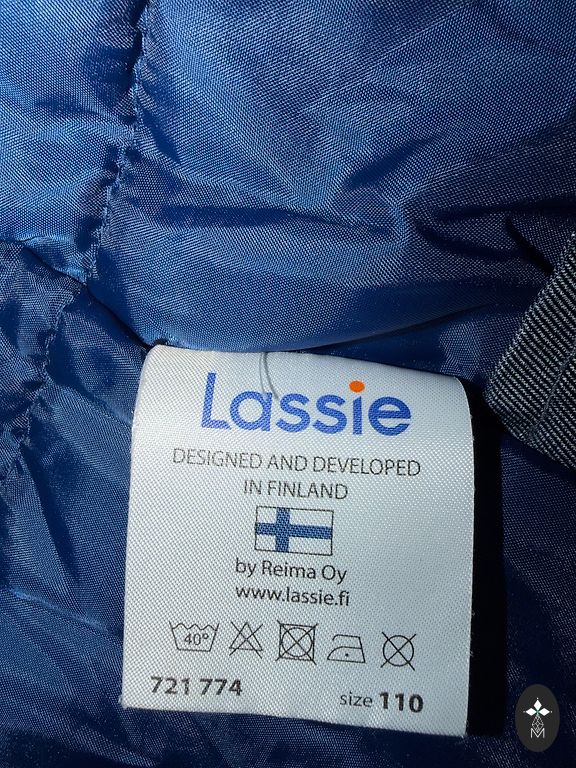 Lassie
DESIGNED AND DEVELOPED
IN FINLAND
by Reima Oy
www.lassie.fi
40°
721 774
size 110